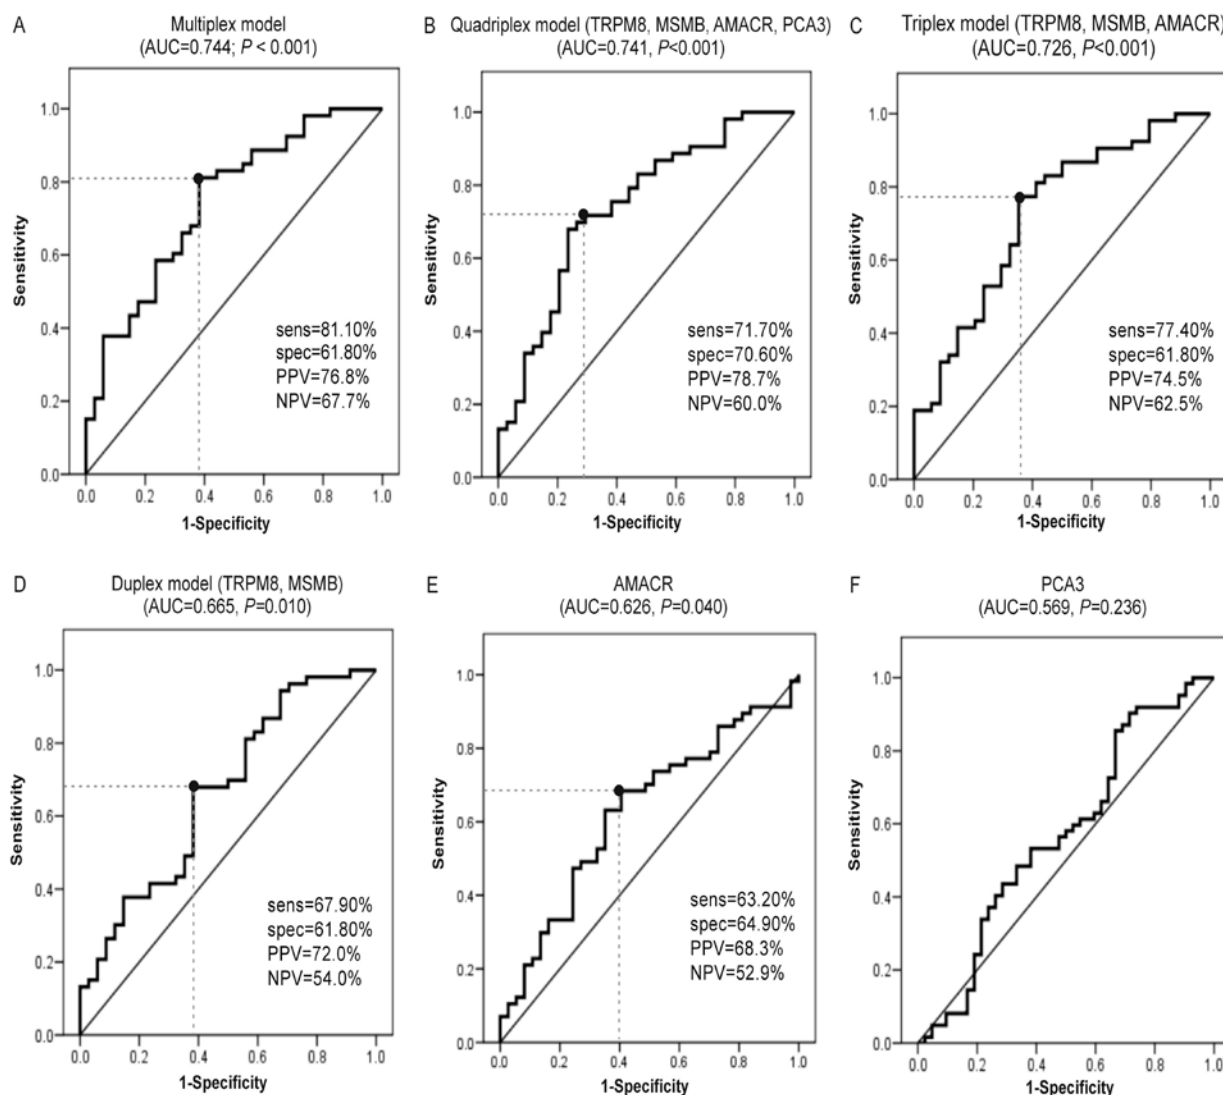 A
Multiplex model
(AUC=0.744; P < 0.001)
1.0
0.8
0.6
0.4
0.2
0.0
Sensitivity
sens=81.10%
spec=61.80%
PPV=76.8%
NPV=67.7%
0.0 0.2 0.4 0.6 0.8 1.0
1-Specificity
B
Quadriplex model (TRPM8, MSMB, AMACR, PCA3)
(AUC=0.741, P<0.001)
1.0
0.8
0.6
0.4
0.2
0.0
Sensitivity
sens=71.70%
spec=70.60%
PPV=78.7%
NPV=60.0%
0.0 0.2 0.4 0.6 0.8 1.0
1-Specificity
C
Triplex model (TRPM8, MSMB, AMACR)
(AUC=0.726, P<0.001)
1.0
0.8
0.6
0.4
0.2
0.0
Sensitivity
sens=77.40%
spec=61.80%
PPV=74.5%
NPV=62.5%
0.0 0.2 0.4 0.6 0.8 1.0
1-Specificity
D
Duplex model (TRPM8, MSMB)
(AUC=0.665, P=0.010)
1.0
0.8
0.6
0.4
0.2
0.0
Sensitivity
sens=67.90%
spec=61.80%
PPV=72.0%
NPV=54.0%
0.0 0.2 0.4 0.6 0.8 1.0
1-Specificity
E
AMACR
(AUC=0.626, P=0.040)
1.0
0.8
0.6
0.4
0.2
0.0
Sensitivity
sens=63.20%
spec=64.90%
PPV=68.3%
NPV=52.9%
0.0 0.2 0.4 0.6 0.8 1.0
1-Specificity
F
PCA3
(AUC=0.569, P=0.236)
1.0
0.8
0.6
0.4
0.2
0.0
Sensitivity
0.0 0.2 0.4 0.6 0.8 1.0
1-Specificity